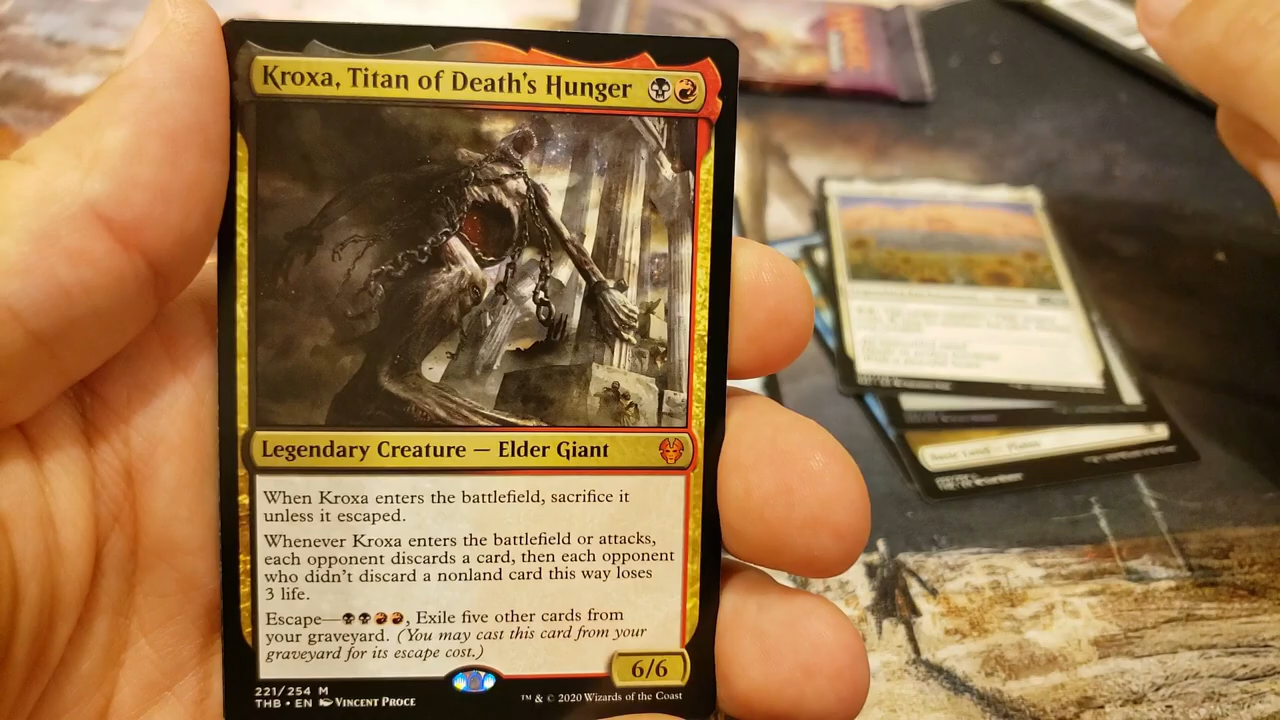 Kroxa, Titan of Death's Hunger
Legendary Creature — Elder Giant
When Kroxa enters the battlefield, sacrifice it
unless it escaped.
Whenever Kroxa enters the battlefield or attacks,
each opponent discards a card, then each opponent
who didn't discard a nonland card this way loses
3 life.
Escape—, Exile five other cards from
your graveyard. (You may cast this card from your
graveyard for its escape cost.)
6/6
221/254 M
THB • EN VINCENT PROCE
™ & © 2020 Wizards of the Coast
Basic Land — Plains